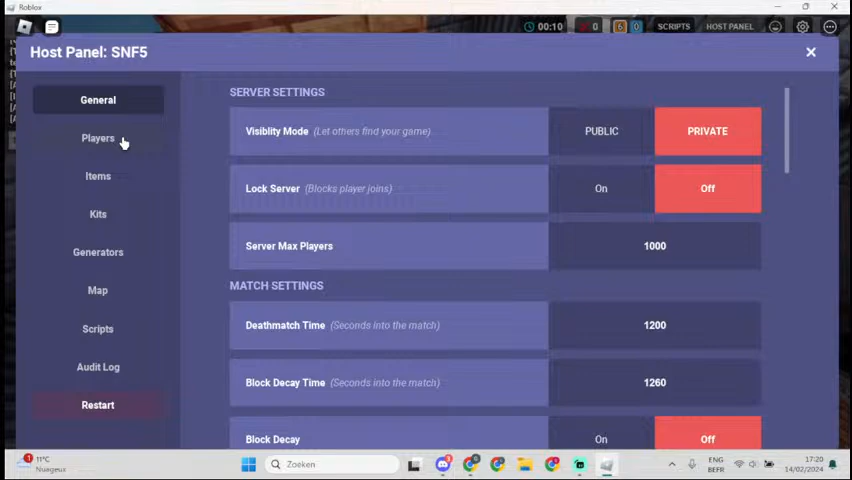 Roblox
00:10
0
6 0
SCRIPTS
HOST PANEL
Host Panel: SNF5
General
Players
Items
Kits
Generators
Map
Scripts
Audit Log
Restart
SERVER SETTINGS
Visiblity Mode (Let others find your game)
PUBLIC
PRIVATE
Lock Server (Blocks player joins)
On
Off
Server Max Players
1000
MATCH SETTINGS
Deathmatch Time (Seconds into the match)
1200
Block Decay Time (Seconds into the match)
1260
Block Decay
On
Off
1
11°C
Nuageux
Zoeken
ENG
BEFR
17:20
14/02/2024